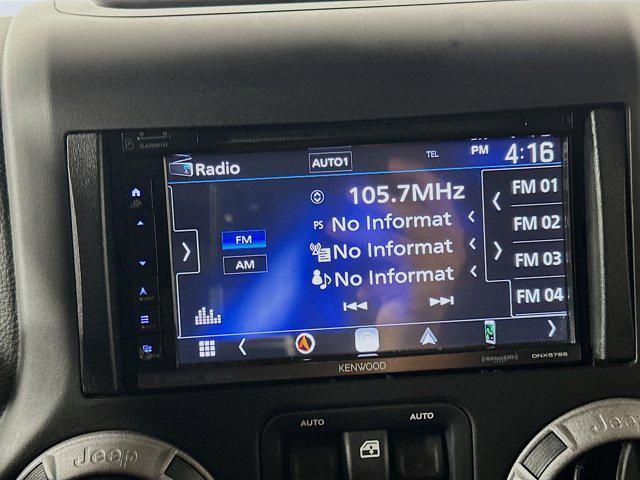 GARMIN
Radio
AUTO1
TEL
PM
4:16
105.7MHz
FM 01
FM
PS No Informat
FM 02
AM
No Informat
FM 03
No Informat
FM 04
KENWOOD
SiriusXM
AUTO
AUTO
Jeep
Jeep